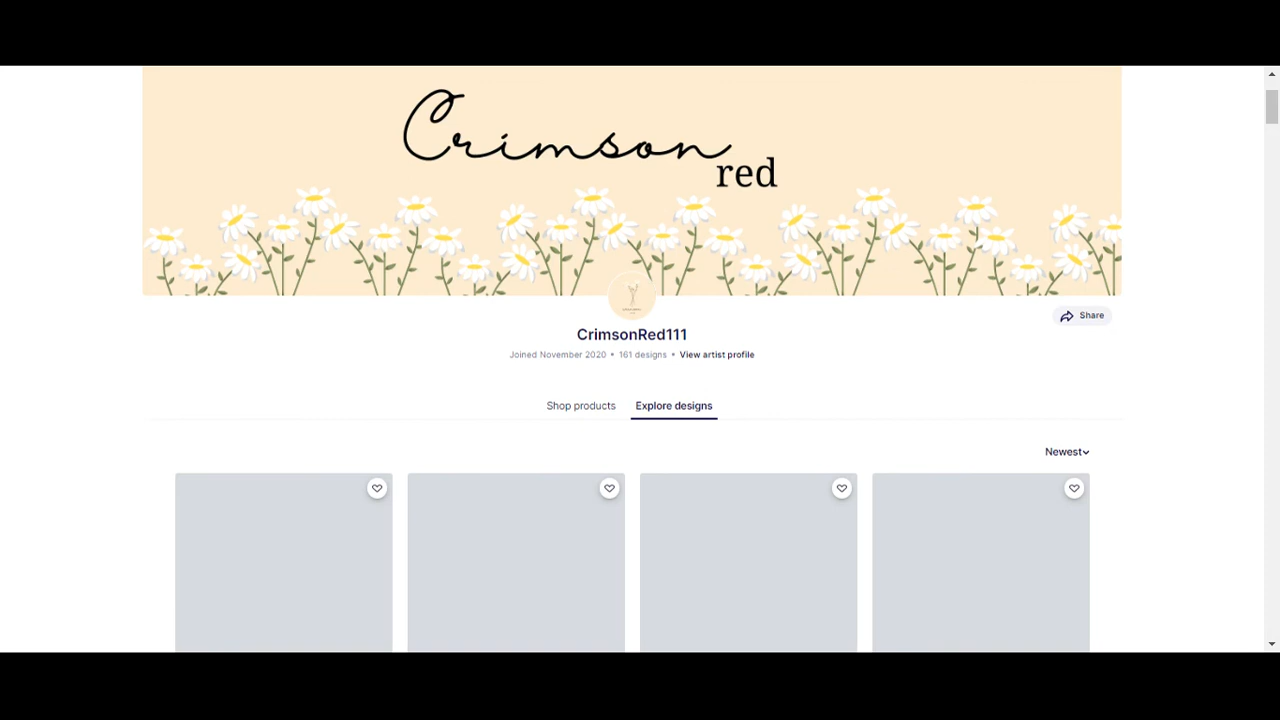 Crimson
red
Share
CrimsonRed111
Joined November 2020 • 161 designs • View artist profile
Shop products
Explore designs
Newest